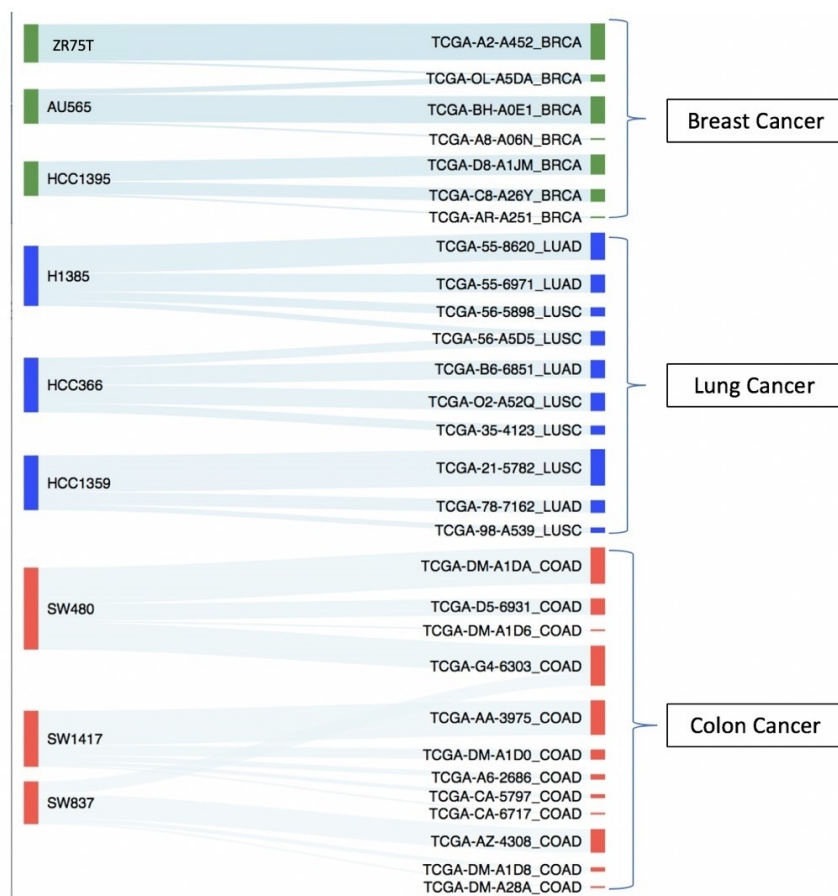 ZR75T
TCGA-A2-A452_BRCA
TCGA-OL-A5DA_BRCA
AU565
TCGA-BH-A0E1_BRCA
Breast Cancer
TCGA-A8-A06N_BRCA
TCGA-D8-A1JM_BRCA
HCC1395
TCGA-C8-A26Y_BRCA
TCGA-AR-A251_BRCA
TCGA-55-8620_LUAD
H1385
TCGA-55-6971_LUAD
TCGA-56-5898_LUSC
TCGA-56-A5D5_LUSC
TCGA-B6-6851_LUAD
HCC366
Lung Cancer
TCGA-O2-A52Q_LUSC
TCGA-35-4123_LUSC
TCGA-21-5782_LUSC
HCC1359
TCGA-78-7162_LUAD
TCGA-98-A539_LUSC
TCGA-DM-A1DA_COAD
SW480
TCGA-D5-6931_COAD
TCGA-DM-A1D6_COAD
TCGA-G4-6303_COAD
TCGA-AA-3975_COAD
Colon Cancer
SW1417
TCGA-DM-A1D0_COAD
TCGA-A6-2686_COAD
TCGA-CA-5797_COAD
SW837
TCGA-CA-6717_COAD
TCGA-AZ-4308_COAD
TCGA-DM-A1D8_COAD
TCGA-DM-A28A_COAD